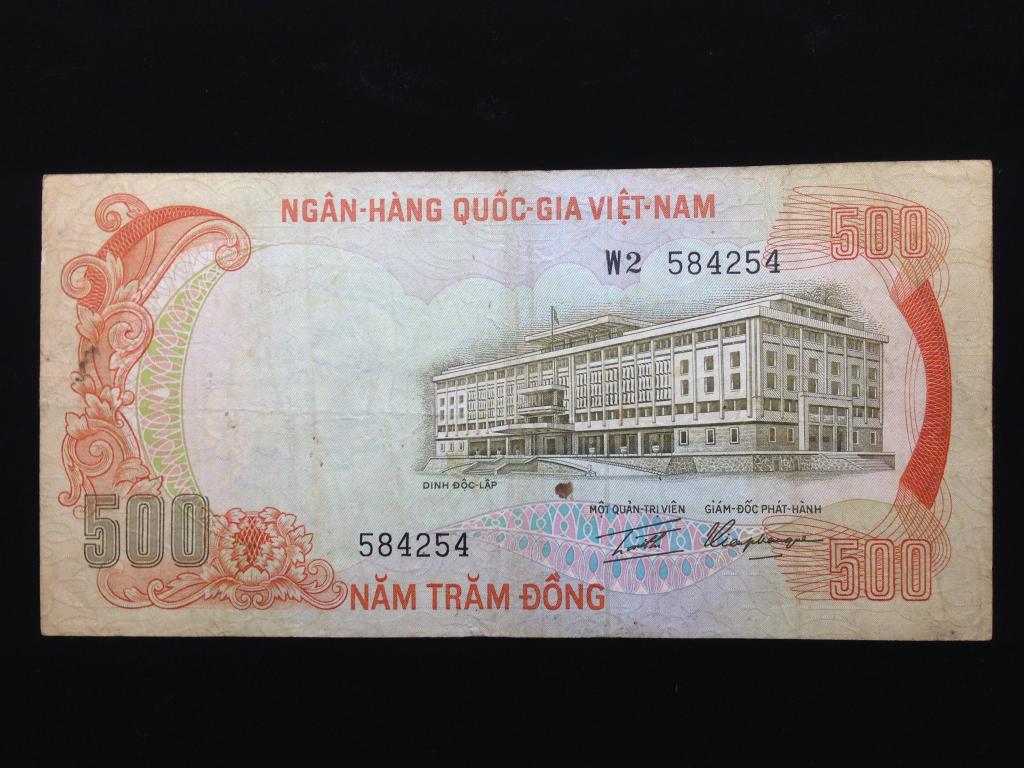 NGÂN-HÀNG QUỐC-GIA VIỆT-NAM
500
W2 584254
DINH ĐỘC-LẬP
MỘT QUẢN-TRỊ VIÊN GIÁM-ĐỐC PHÁT-HÀNH
500
584254
500
NĂM TRĂM ĐỒNG